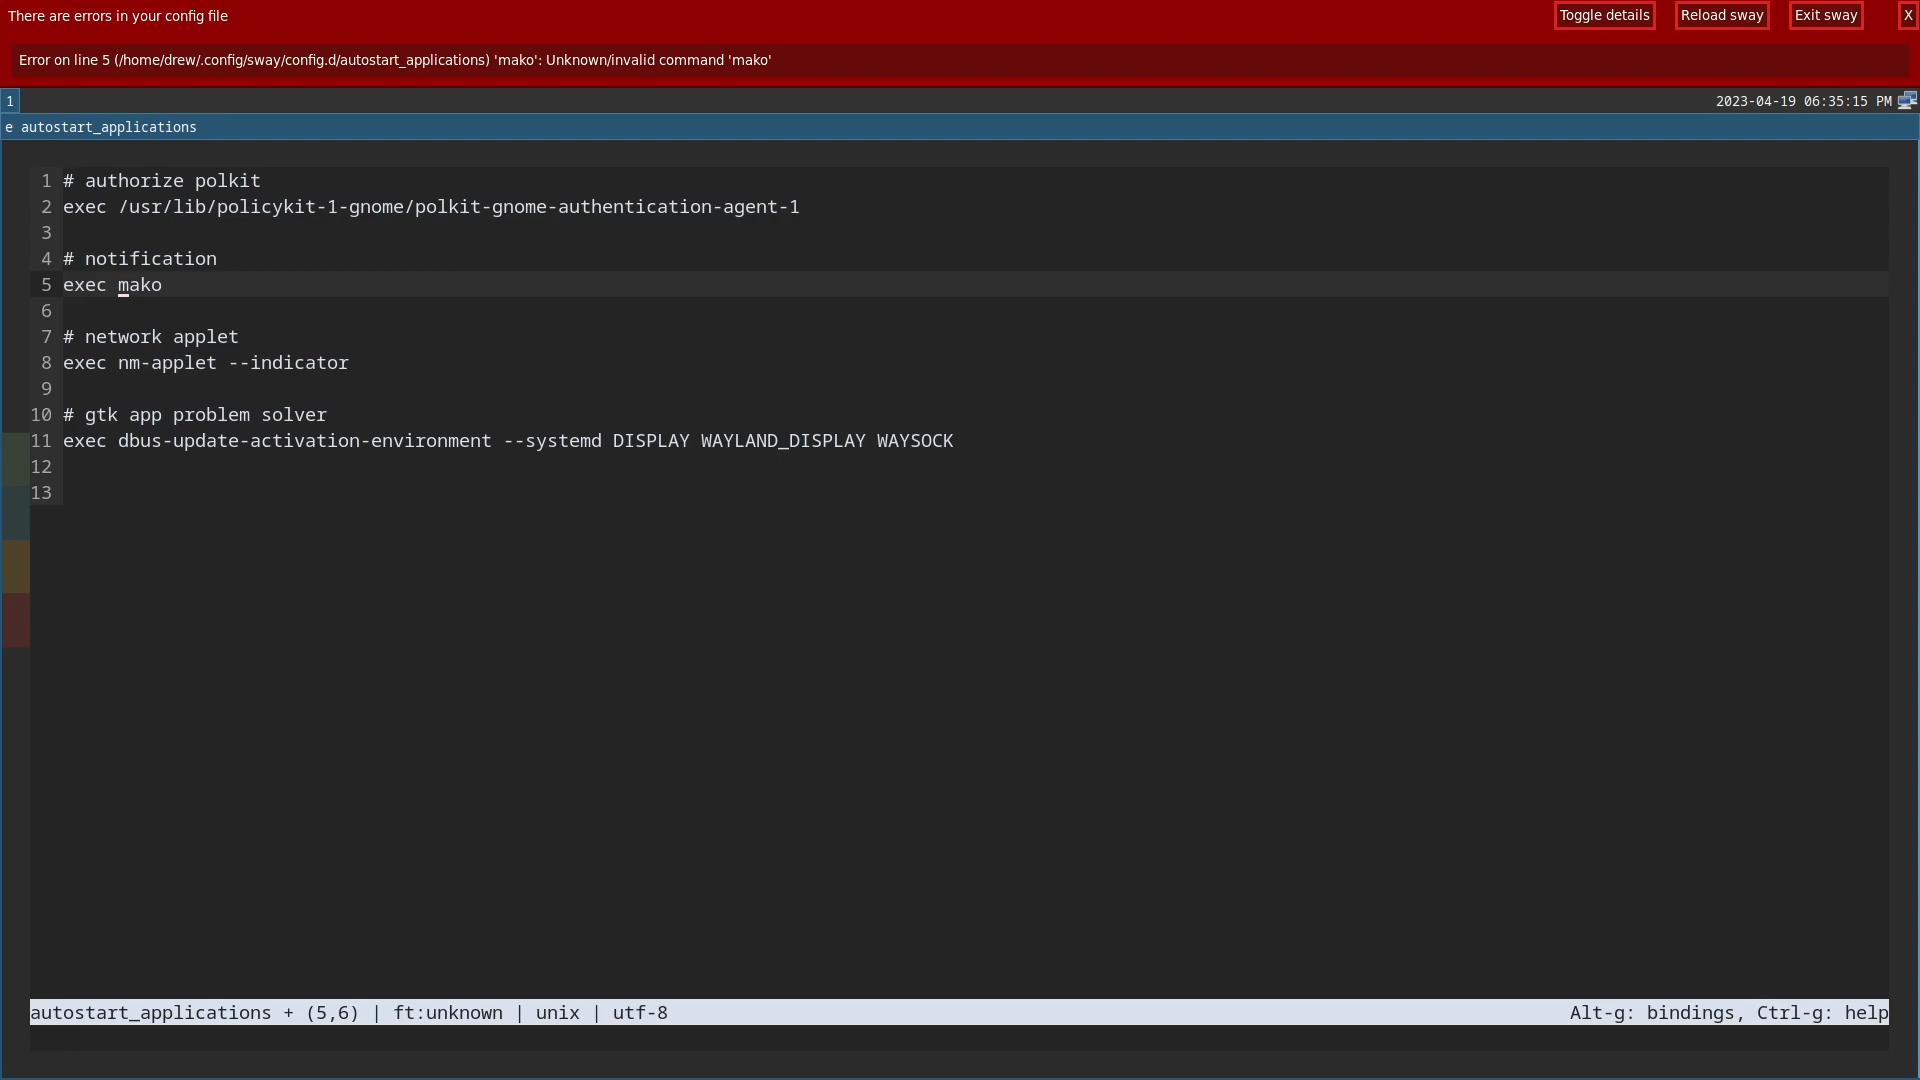 There are errors in your config file
Toggle details
Reload sway
Exit sway
X
Error on line 5 (/home/drew/.config/sway/config.d/autostart_applications) 'mako': Unknown/invalid command 'mako'
1
2023-04-19 06:35:15 PM
e autostart_applications
1 # authorize polkit
2 exec /usr/lib/policykit-1-gnome/polkit-gnome-authentication-agent-1
3
4 # notification
5 exec mako
6
7 # network applet
8 exec nm-applet --indicator
9
10 # gtk app problem solver
11 exec dbus-update-activation-environment --systemd DISPLAY WAYLAND_DISPLAY WAYSOCK
12
13
autostart_applications + (5,6) | ft:unknown | unix | utf-8
Alt-g: bindings, Ctrl-g: help